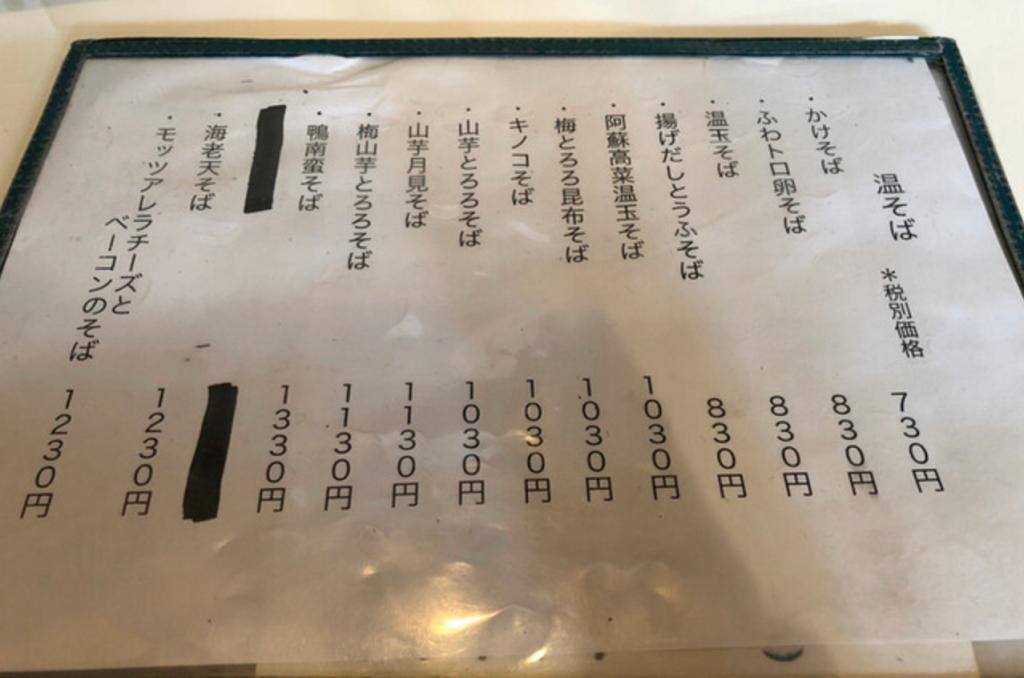 温そば ＊税別価格
・かけそば 730円
・ふわトロ卵そば 830円
・温玉そば 830円
・揚げだしとうふそば 830円
・阿蘇高菜温玉そば 1030円
・梅とろろ昆布そば 1030円
・キノコそば 1030円
・山芋とろろそば 1030円
・山芋月見そば 1130円
・梅山芋とろろそば 1130円
・鴨南蛮そば 1330円
・海老天そば 1230円
・モッツアレラチーズと
ベーコンのそば 1230円